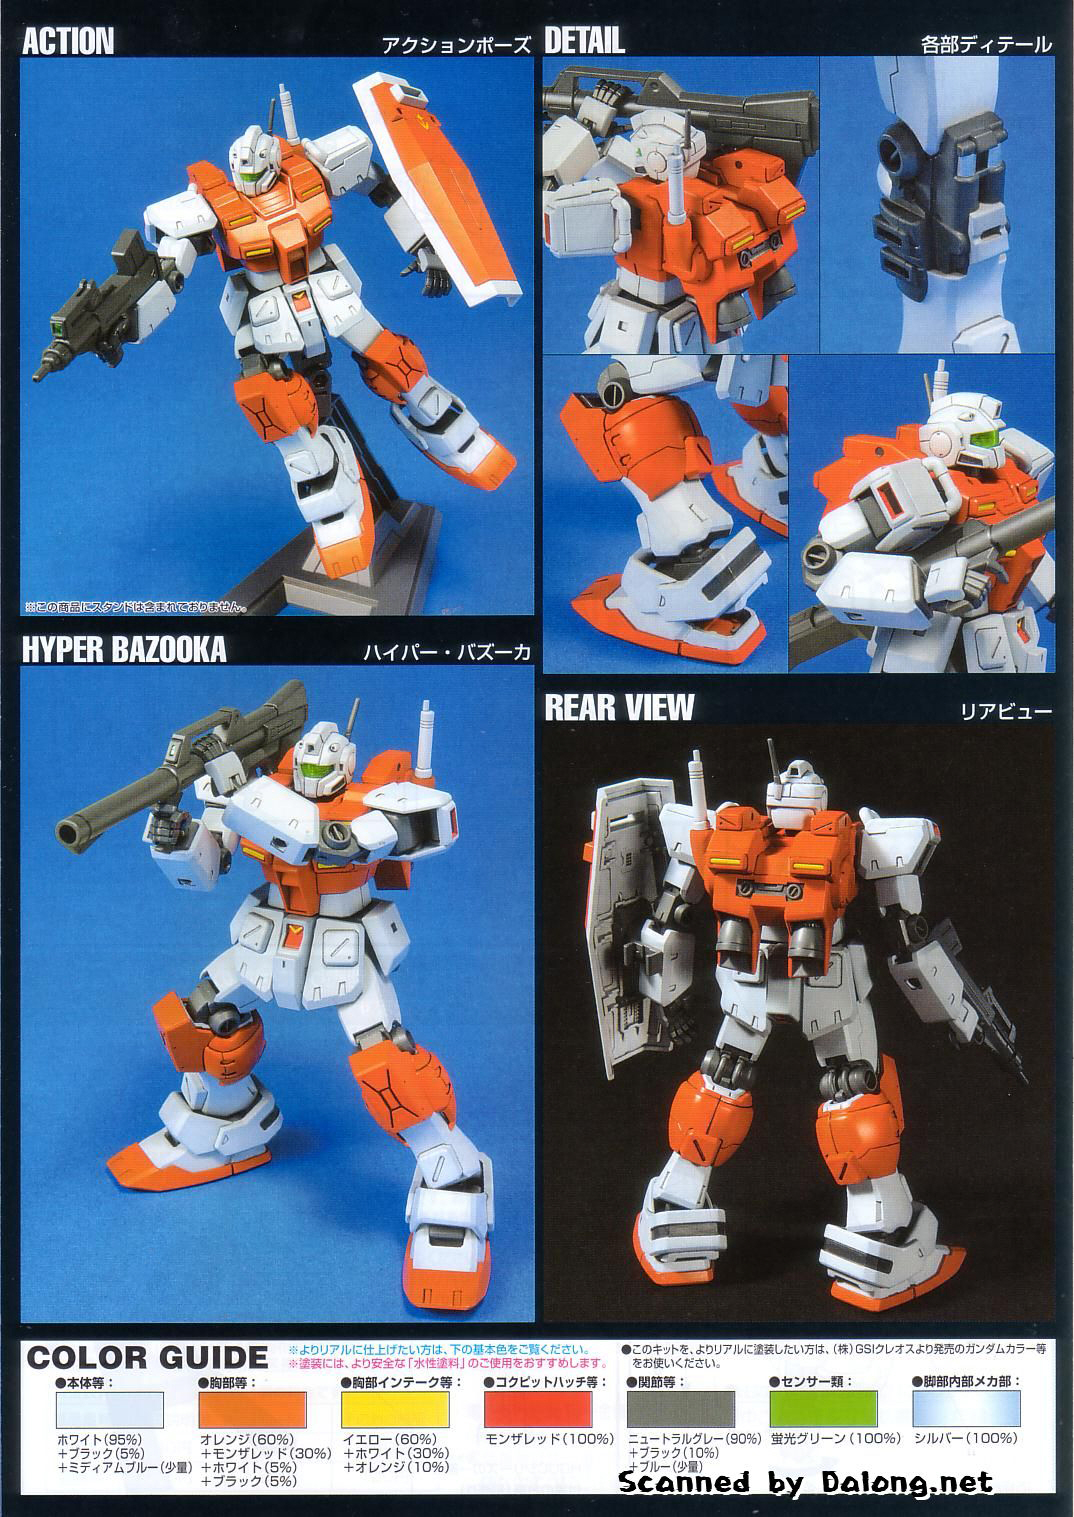 ACTION
アクションポーズ
※この商品にスタンドは含まれておりません。
DETAIL
各部ディテール
HYPER BAZOOKA
ハイパー・バズーカ
REAR VIEW
リアビュー
COLOR GUIDE
※よりリアルに仕上げたい方は、下の基本色をご覧ください。
※塗装には、より安全な「水性塗料」のご使用をおすすめします。
●このキットを、よりリアルに塗装したい方は、(株)GSIクレオスより発売のガンダムカラー等
をお使いください。
●本体等：
ホワイト(95%)
＋ブラック(5%)
＋ミディアムブルー(少量)
●胸部等：
オレンジ(60%)
＋モンザレッド(30%)
＋ホワイト(5%)
＋ブラック(5%)
●胸部インテーク等：
イエロー(60%)
＋ホワイト(30%)
＋オレンジ(10%)
●コクピットハッチ等：
モンザレッド(100%)
●関節等：
ニュートラルグレー(90%)
＋ブラック(10%)
＋ブルー(少量)
●センサー類：
蛍光グリーン(100%)
●脚部内部メカ部：
シルバー(100%)
Scanned by Dalong.net